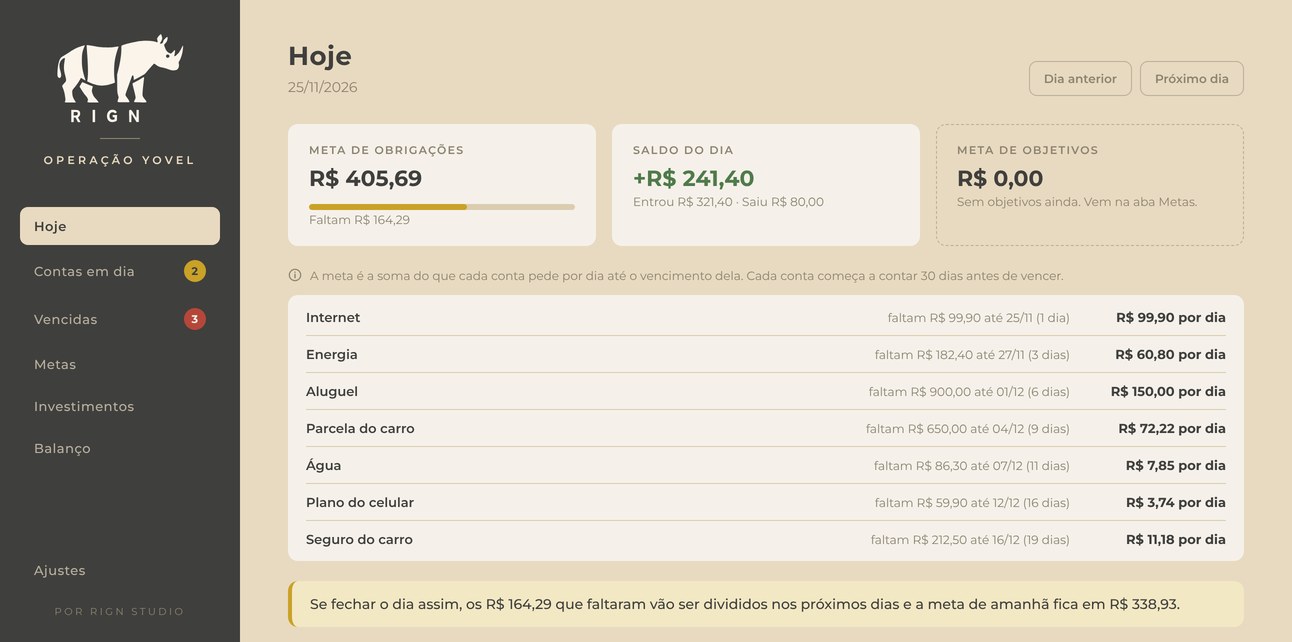 RIGN
OPERAÇÃO YOVEL
Hoje
Contas em dia 2
Vencidas 3
Metas
Investimentos
Balanço
Ajustes
POR RIGN STUDIO
Hoje
25/11/2026
Dia anterior
Próximo dia
META DE OBRIGAÇÕES
R$ 405,69
Faltam R$ 164,29
SALDO DO DIA
+R$ 241,40
Entrou R$ 321,40 · Saiu R$ 80,00
META DE OBJETIVOS
R$ 0,00
Sem objetivos ainda. Vem na aba Metas.
A meta é a soma do que cada conta pede por dia até o vencimento dela. Cada conta começa a contar 30 dias antes de vencer.
Internet faltam R$ 99,90 até 25/11 (1 dia) R$ 99,90 por dia
Energia faltam R$ 182,40 até 27/11 (3 dias) R$ 60,80 por dia
Aluguel faltam R$ 900,00 até 01/12 (6 dias) R$ 150,00 por dia
Parcela do carro faltam R$ 650,00 até 04/12 (9 dias) R$ 72,22 por dia
Água faltam R$ 86,30 até 07/12 (11 dias) R$ 7,85 por dia
Plano do celular faltam R$ 59,90 até 12/12 (16 dias) R$ 3,74 por dia
Seguro do carro faltam R$ 212,50 até 16/12 (19 dias) R$ 11,18 por dia
Se fechar o dia assim, os R$ 164,29 que faltaram vão ser divididos nos próximos dias e a meta de amanhã fica em R$ 338,93.